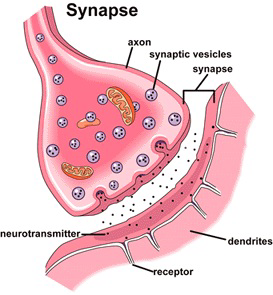 Synapse
axon
synaptic vesicles
synapse
neurotransmitter
dendrites
receptor